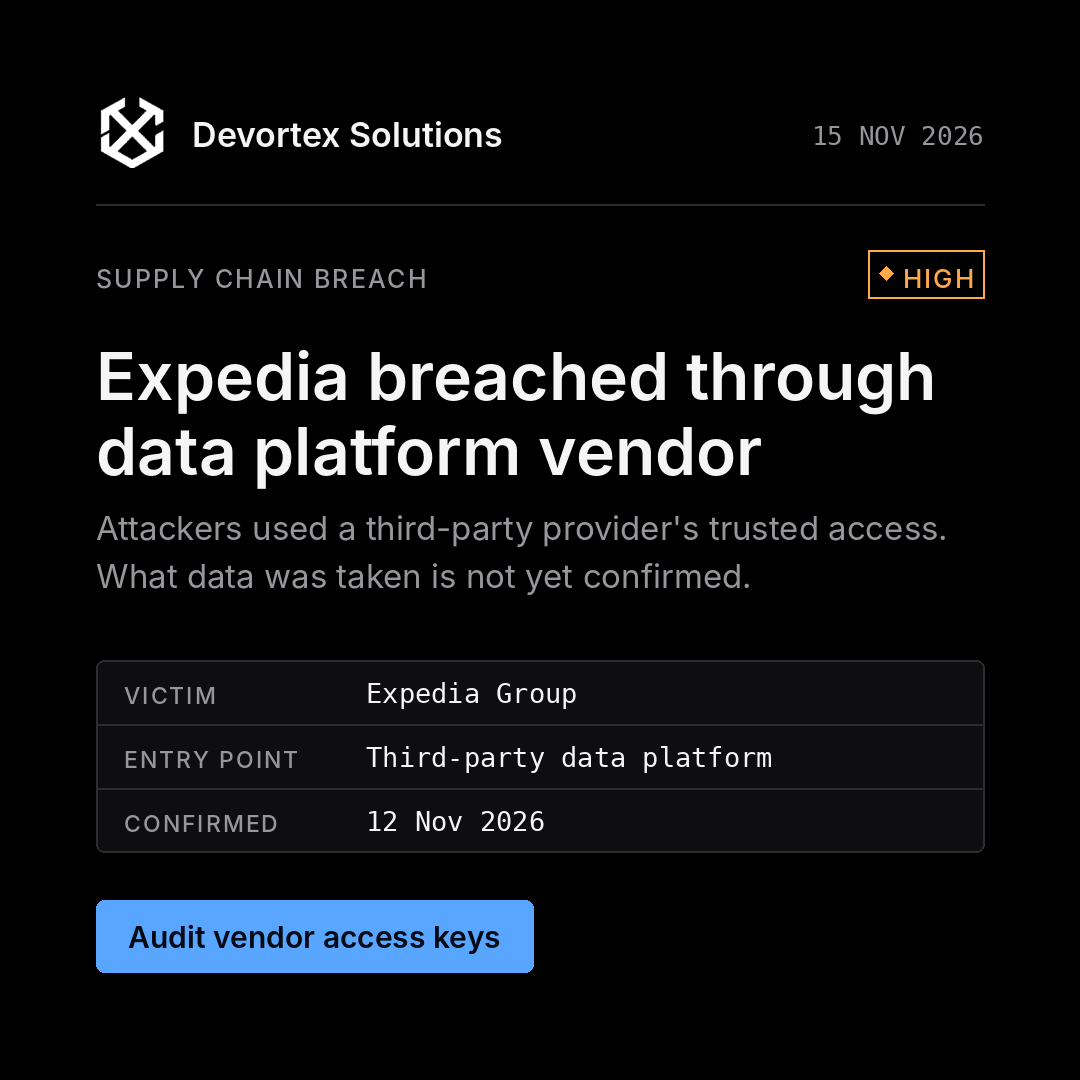 Devortex Solutions
15 NOV 2026
SUPPLY CHAIN BREACH
HIGH
Expedia breached through
data platform vendor
Attackers used a third-party provider's trusted access.
What data was taken is not yet confirmed.
VICTIM Expedia Group
ENTRY POINT Third-party data platform
CONFIRMED 12 Nov 2026
Audit vendor access keys